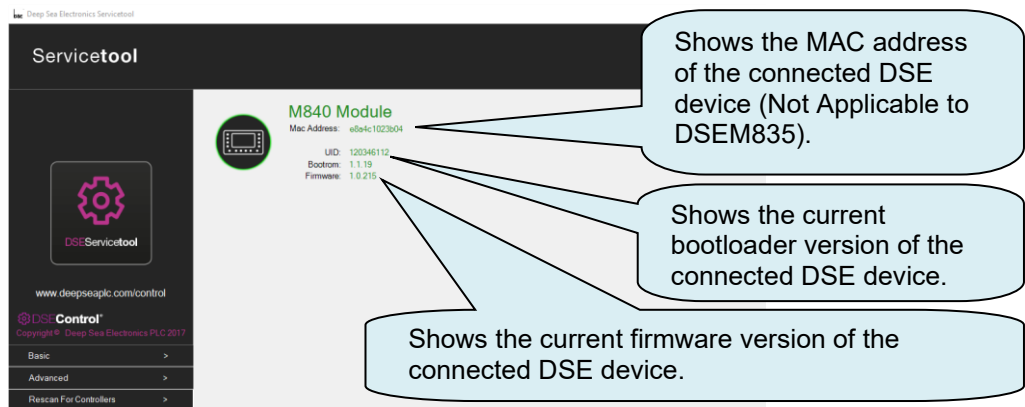 Deep Sea Electronics Servicetool
Servicetool
Shows the MAC address
of the connected DSE
device (Not Applicable to
DSEM835).
M840 Module
Mac Address: e8a4c1023b04
UID: 120346112
Bootrom: 1.1.19
Firmware: 1.0.215
Shows the current
bootloader version of the
connected DSE device.
DSEServicetool
www.deepseaplc.com/control
DSEControl®
Copyright © Deep Sea Electronics PLC 2017
Shows the current firmware version of the
connected DSE device.
Basic >
Advanced >
Rescan For Controllers >